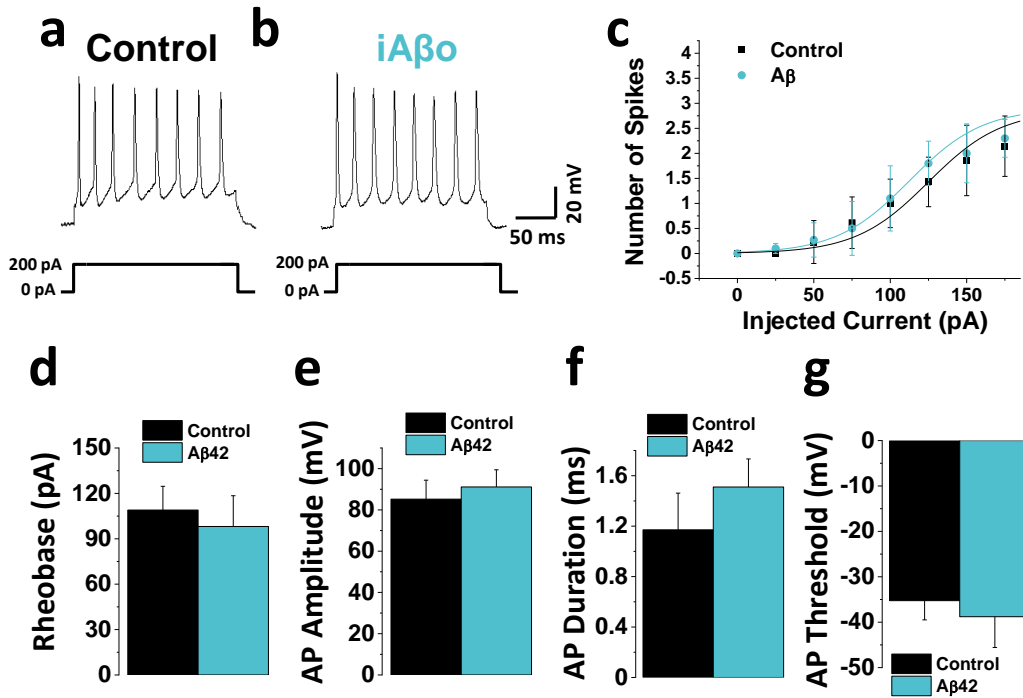 a
Control
b
iAβo
20 mV
50 ms
200 pA
0 pA
200 pA
0 pA
c
Control
Aβ
Number of Spikes
4
3.5
3
2.5
2
1.5
1
0.5
0
-0.5
0
50
100
150
Injected Current (pA)
d
Control
Aβ42
Rheobase (pA)
150
120
90
60
30
0
e
Control
Aβ42
AP Amplitude (mV)
100
80
60
40
20
0
f
Control
Aβ42
AP Duration (ms)
1.6
1.2
0.8
0.4
0
g
AP Threshold (mV)
0
-10
-20
-30
-40
-50
Control
Aβ42